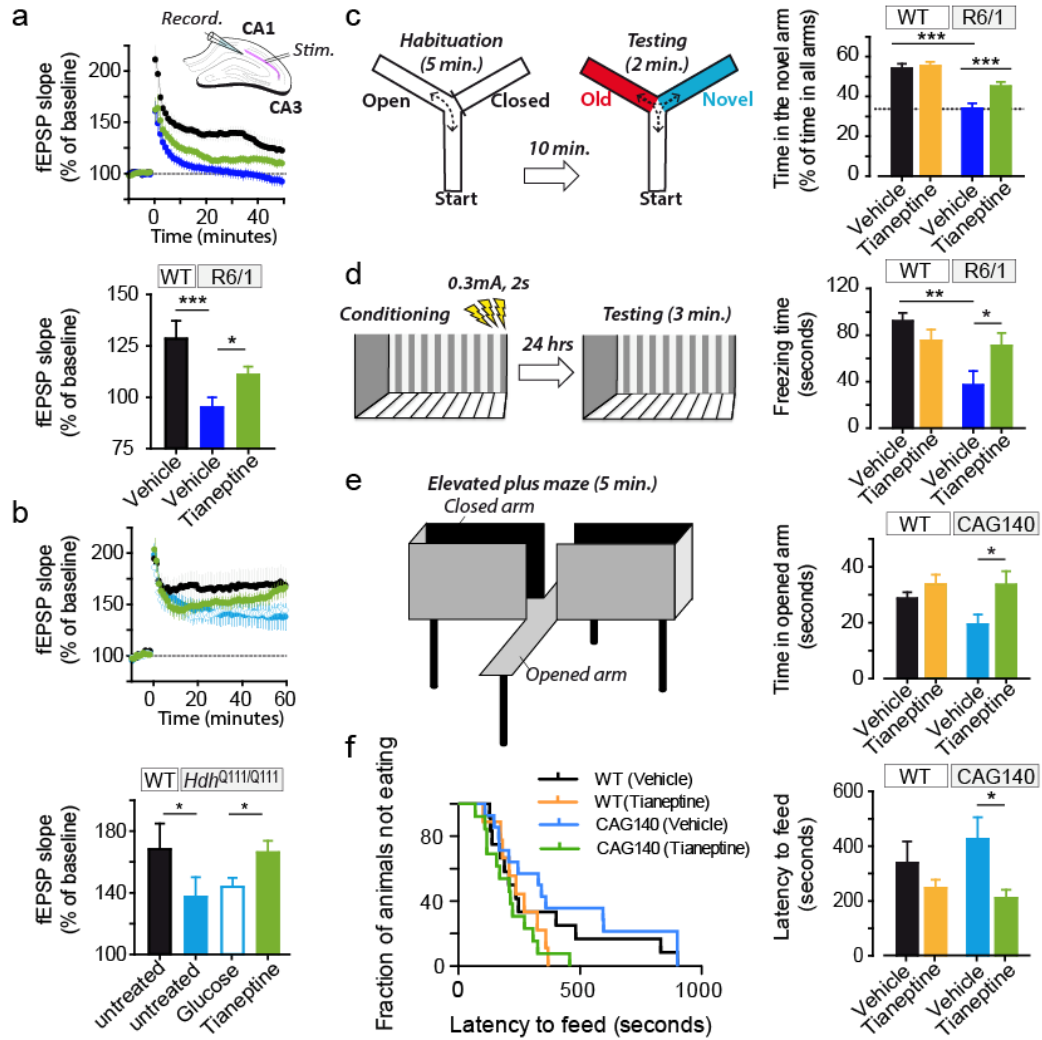 a
Record.
CA1
Stim.
CA3
fEPSP slope
(% of baseline)
200
150
100
0 20 40
Time (minutes)
WT R6/1
***
*
fEPSP slope
(% of baseline)
150
125
100
75
Vehicle
Vehicle
Tianeptine
b
fEPSP slope
(% of baseline)
200
150
100
0 20 40 60
Time (minutes)
WT HdhQ111/Q111
*
*
fEPSP slope
(% of baseline)
180
140
100
untreated
untreated
Glucose
Tianeptine
c
Habituation
(5 min.)
Open
Closed
Start
10 min.
Testing
(2 min.)
Old
Novel
Start
WT R6/1
***
***
Time in the novel arm
(% of time in all arms)
60
40
20
0
Vehicle
Tianeptine
Vehicle
Tianeptine
d
0.3mA, 2s
Conditioning
24 hrs
Testing (3 min.)
WT R6/1
**
*
Freezing time
(seconds)
120
80
40
0
Vehicle
Tianeptine
Vehicle
Tianeptine
e
Elevated plus maze (5 min.)
Closed arm
Opened arm
WT CAG140
*
Time in opened arm
(seconds)
40
20
0
Vehicle
Tianeptine
Vehicle
Tianeptine
f
WT (Vehicle)
WT(Tianeptine)
CAG140 (Vehicle)
CAG140 (Tianeptine)
Fraction of animals not eating
80
40
0
0 500 1000
Latency to feed (seconds)
WT CAG140
*
Latency to feed
(seconds)
600
400
200
0
Vehicle
Tianeptine
Vehicle
Tianeptine